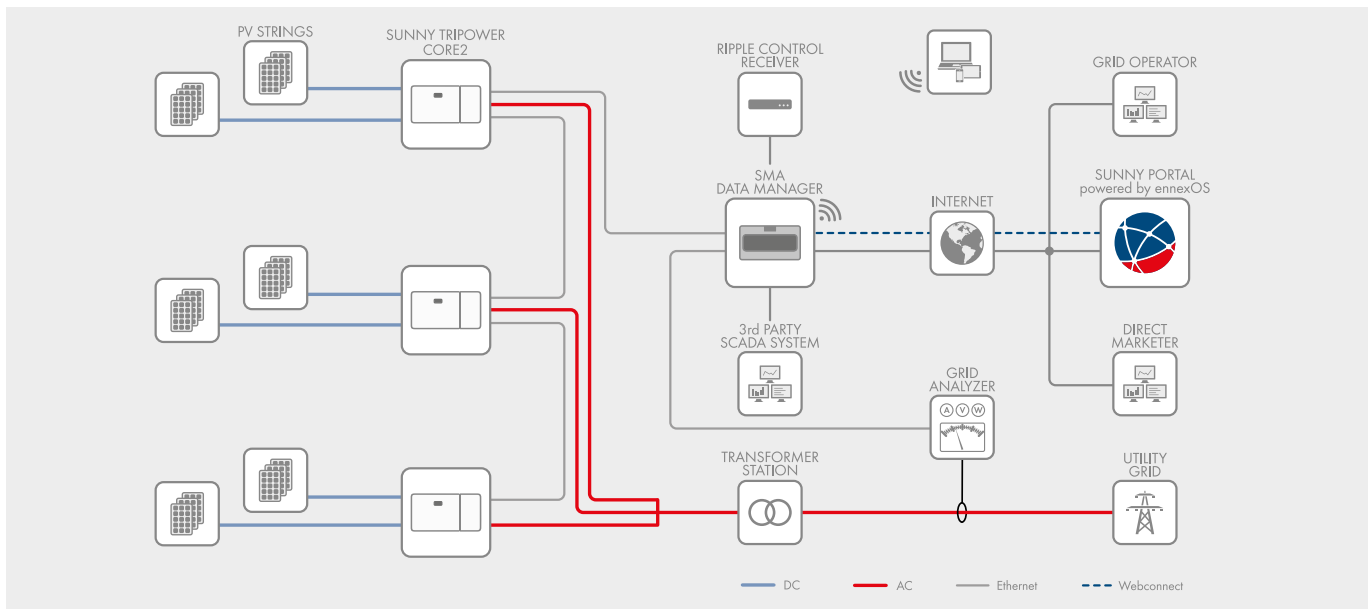 PV STRINGS
SUNNY TRIPOWER
CORE2
RIPPLE CONTROL
RECEIVER
GRID OPERATOR
SMA
DATA MANAGER
INTERNET
SUNNY PORTAL
powered by ennexOS
3rd PARTY
SCADA SYSTEM
DIRECT
MARKETER
GRID
ANALYZER
A V W
TRANSFORMER
STATION
UTILITY
GRID
DC
AC
Ethernet
Webconnect